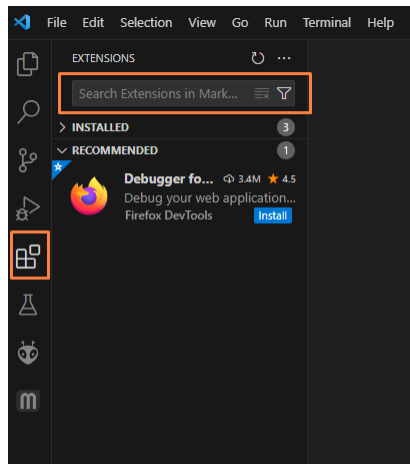 File Edit Selection View Go Run Terminal Help
EXTENSIONS
Search Extensions in Mark...
INSTALLED 3
RECOMMENDED 1
Debugger fo... 3.4M 4.5
Debug your web application...
Firefox DevTools Install
m